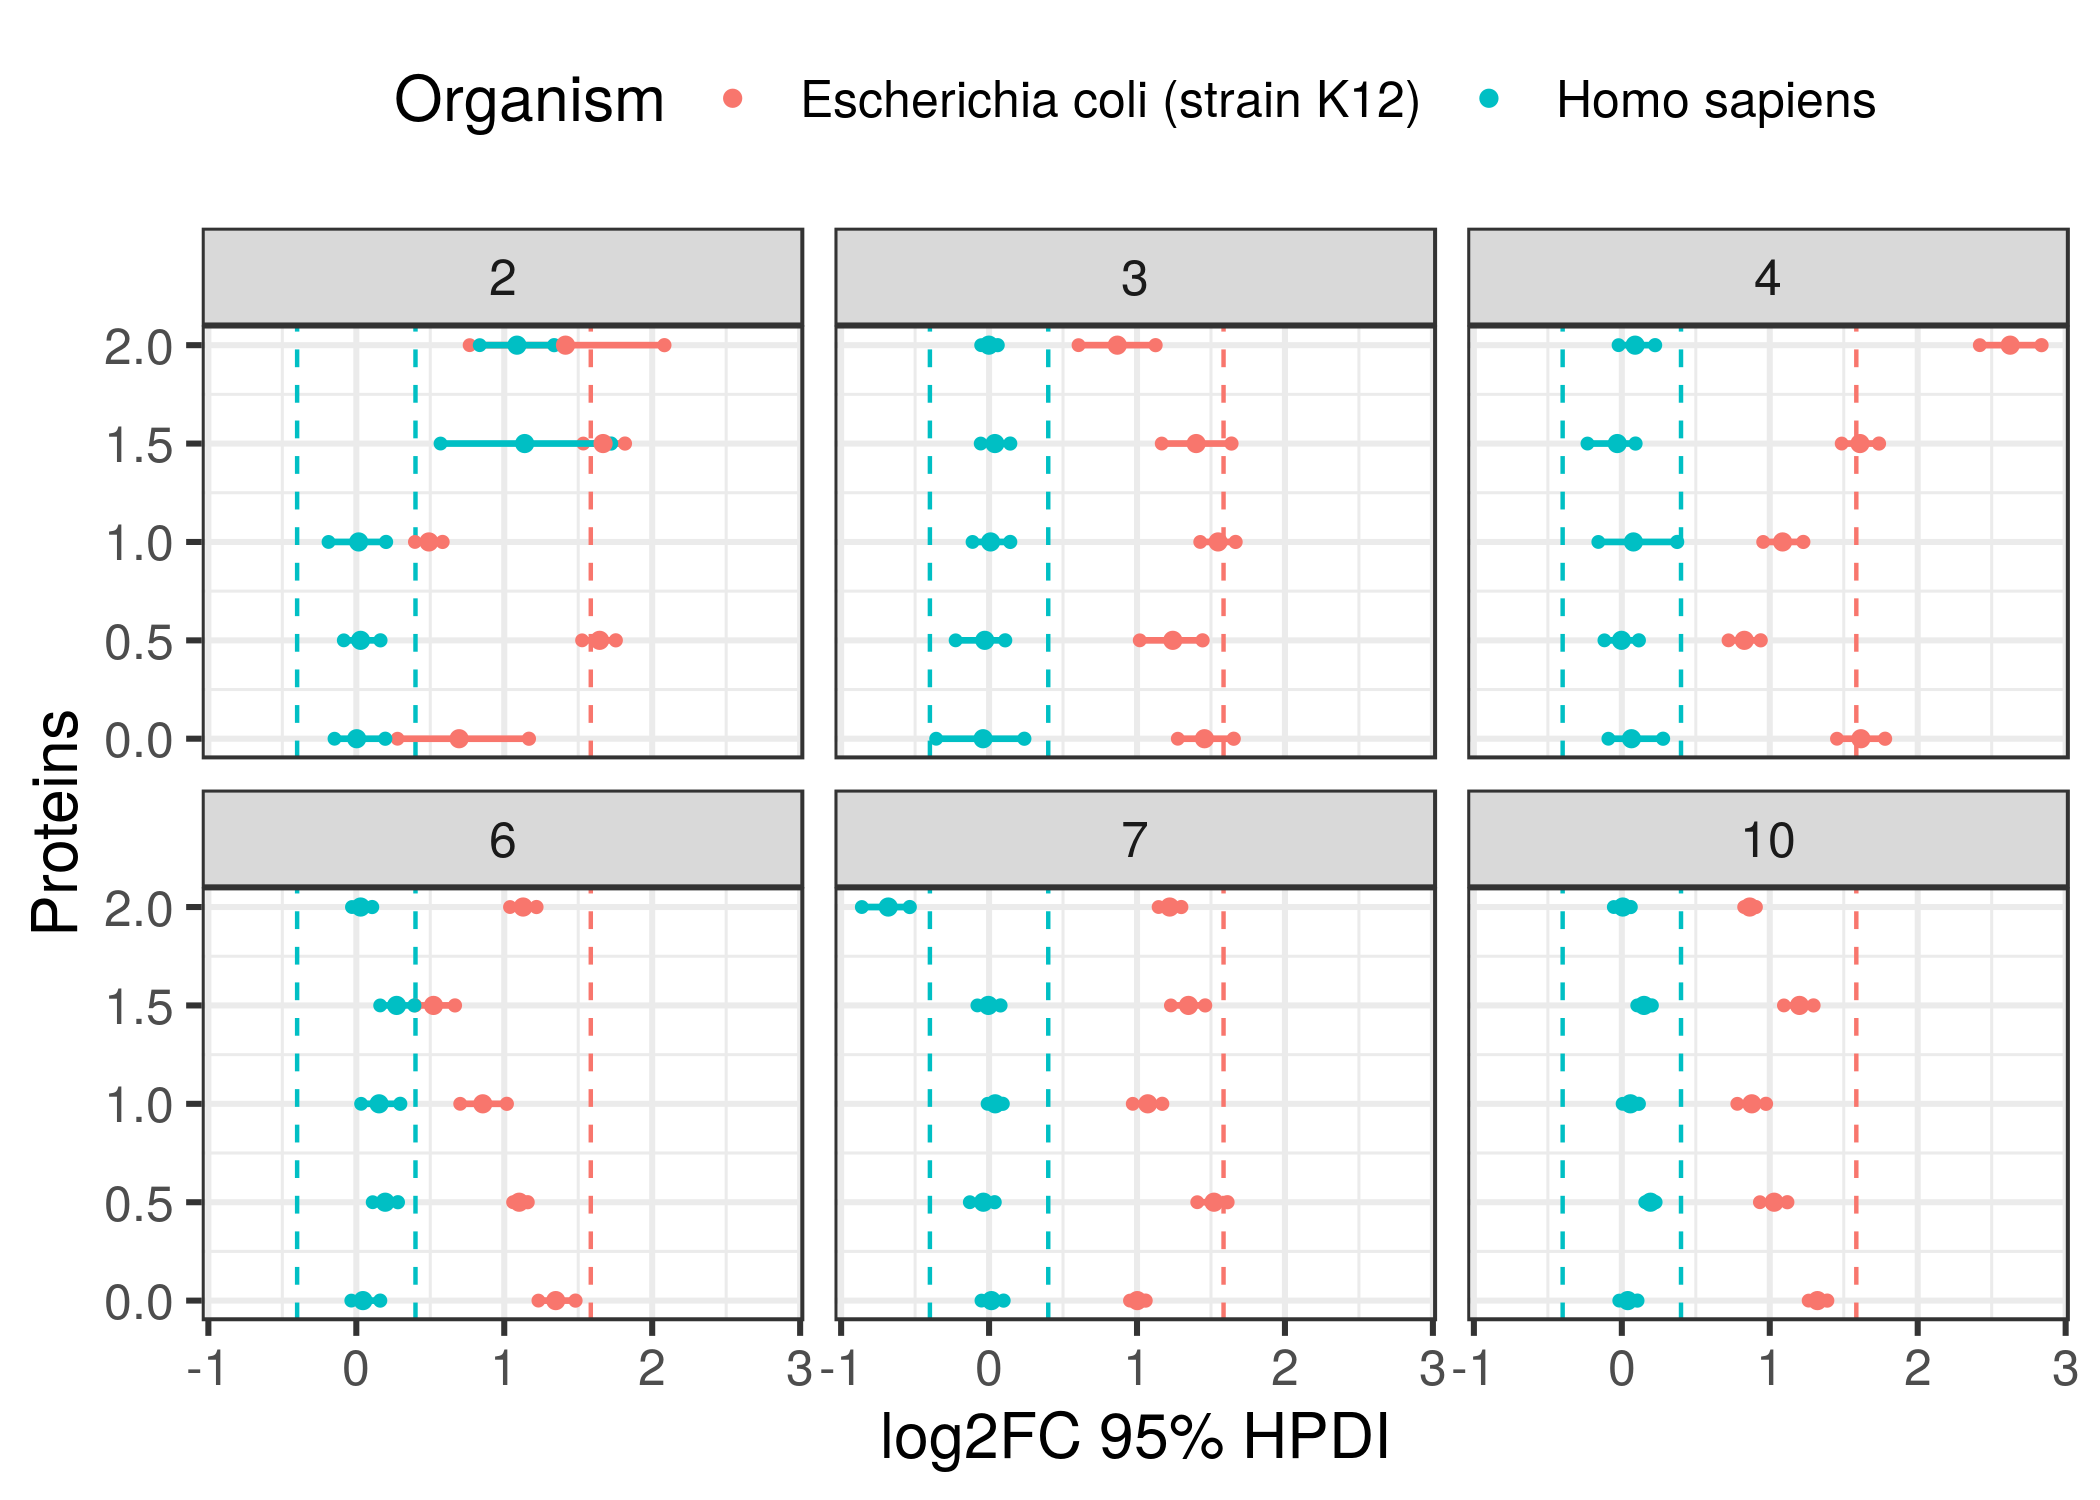 Organism Escherichia coli (strain K12) Homo sapiens
2 3 4
2.0
1.5
1.0
0.5
0.0
6 7 10
2.0
1.5
1.0
0.5
0.0
-1 0 1 2 3 -1 0 1 2 3 -1 0 1 2 3
Proteins
log2FC 95% HPDI